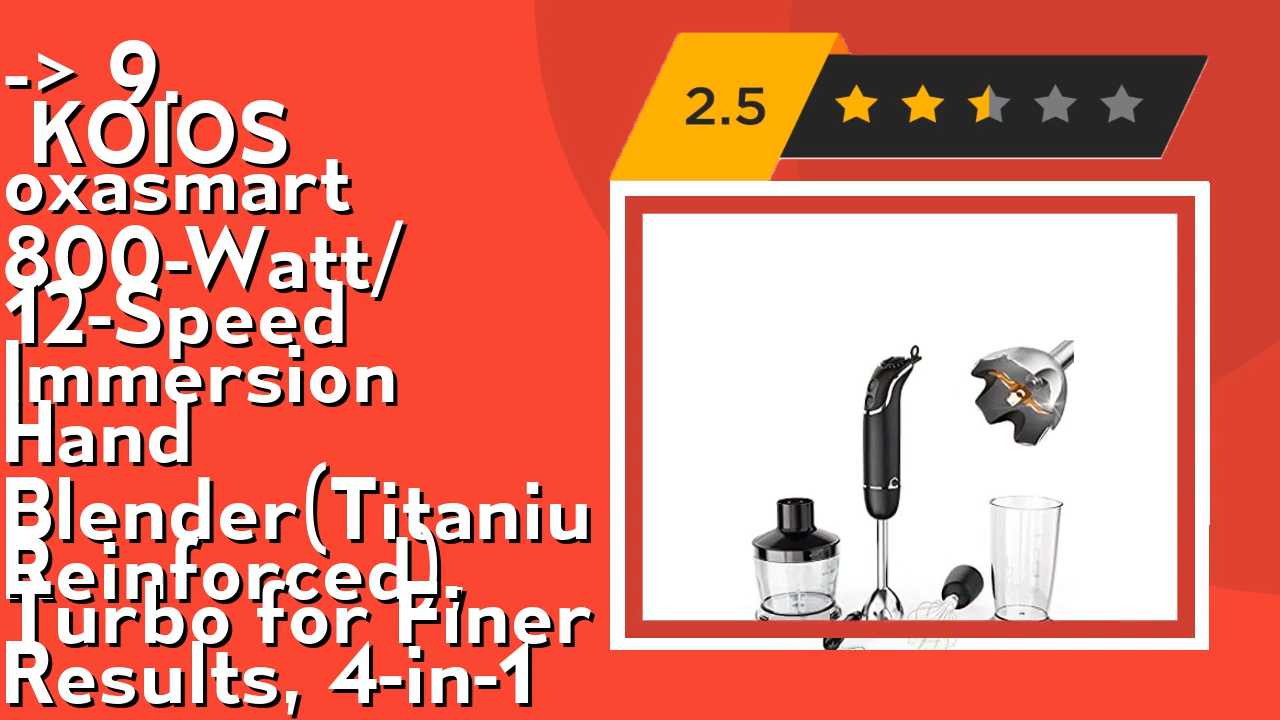 -> 9.
KOIOS
oxasmart
800-Watt/
12-Speed
Immersion
Hand
Blender(Titaniu
Reinforced),
Turbo for Finer
Results, 4-in-1
2.5